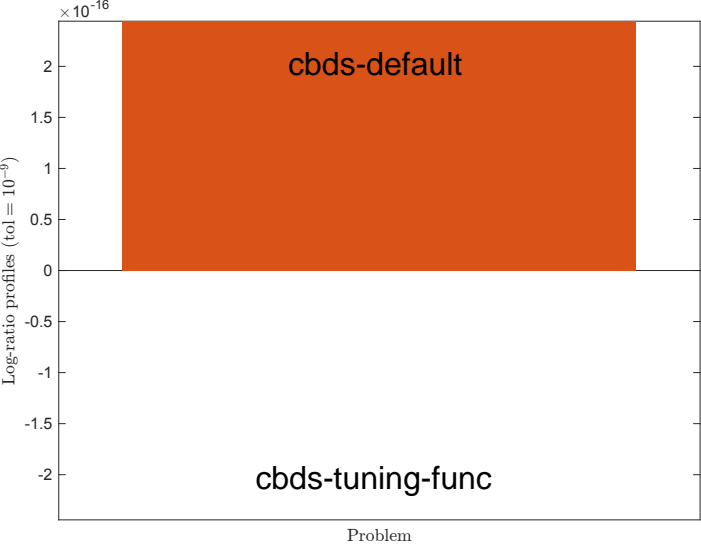 ×10⁻¹⁶
2
cbds-default
1.5
1
0.5
0
-0.5
-1
-1.5
-2
cbds-tuning-func
Log-ratio profiles (tol = 10⁻⁹)
Problem